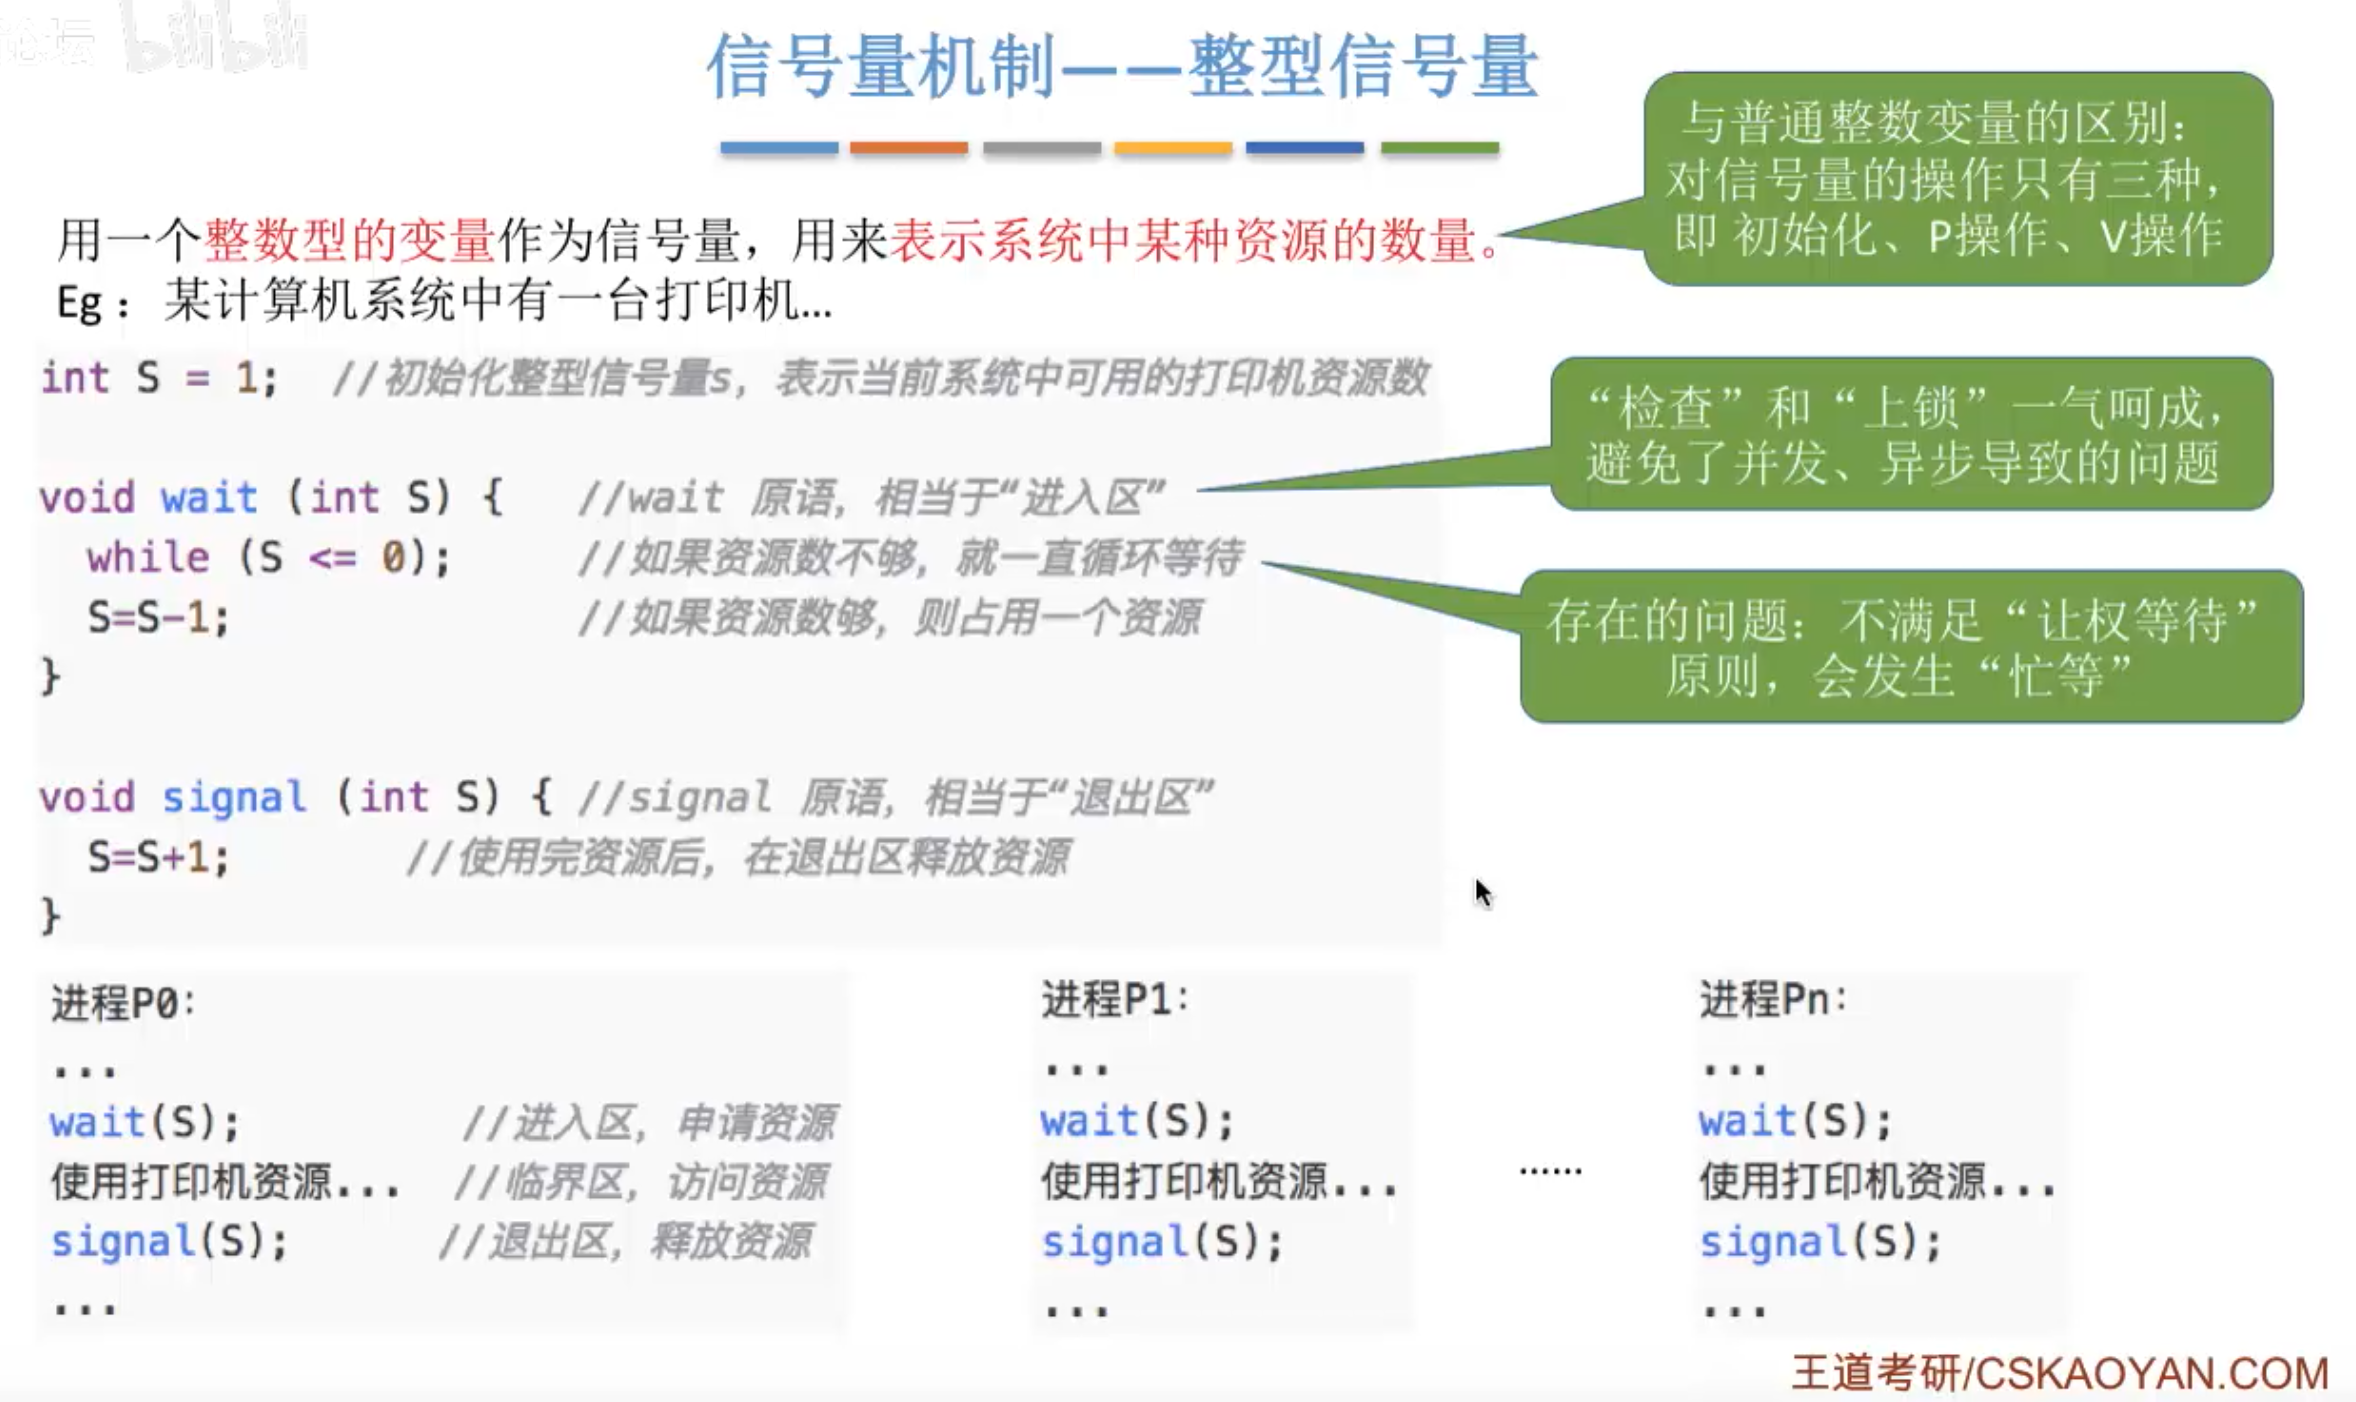 论坛 bilibili
信号量机制——整型信号量
与普通整数变量的区别：
对信号量的操作只有三种，
即 初始化、P操作、V操作
用一个整数型的变量作为信号量，用来表示系统中某种资源的数量。
Eg：某计算机系统中有一台打印机...
int S = 1;  //初始化整型信号量s，表示当前系统中可用的打印机资源数
“检查”和“上锁”一气呵成，
避免了并发、异步导致的问题
void wait (int S) {   //wait 原语，相当于“进入区”
while (S <= 0);     //如果资源数不够，就一直循环等待
S=S-1;              //如果资源数够，则占用一个资源
}
存在的问题：不满足“让权等待”
原则，会发生“忙等”
void signal (int S) { //signal 原语，相当于“退出区”
S=S+1;       //使用完资源后，在退出区释放资源
}
进程P0：
...
wait(S);         //进入区，申请资源
使用打印机资源...  //临界区，访问资源
signal(S);      //退出区，释放资源
...
进程P1：
...
wait(S);
使用打印机资源...
signal(S);
...
......
进程Pn：
...
wait(S);
使用打印机资源...
signal(S);
...
王道考研/CSKAOYAN.COM